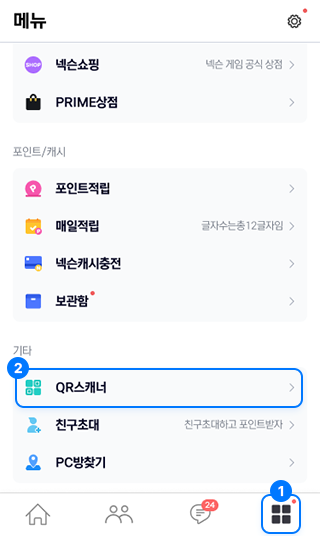 메뉴
SHOP 넥슨쇼핑 넥슨 게임 공식 상점
PRIME상점
포인트/캐시
포인트적립
매일적립 글자수는총12글자임
넥슨캐시충전
보관함
기타
2
QR스캐너
친구초대 친구초대하고 포인트받자
PC방찾기
1
24